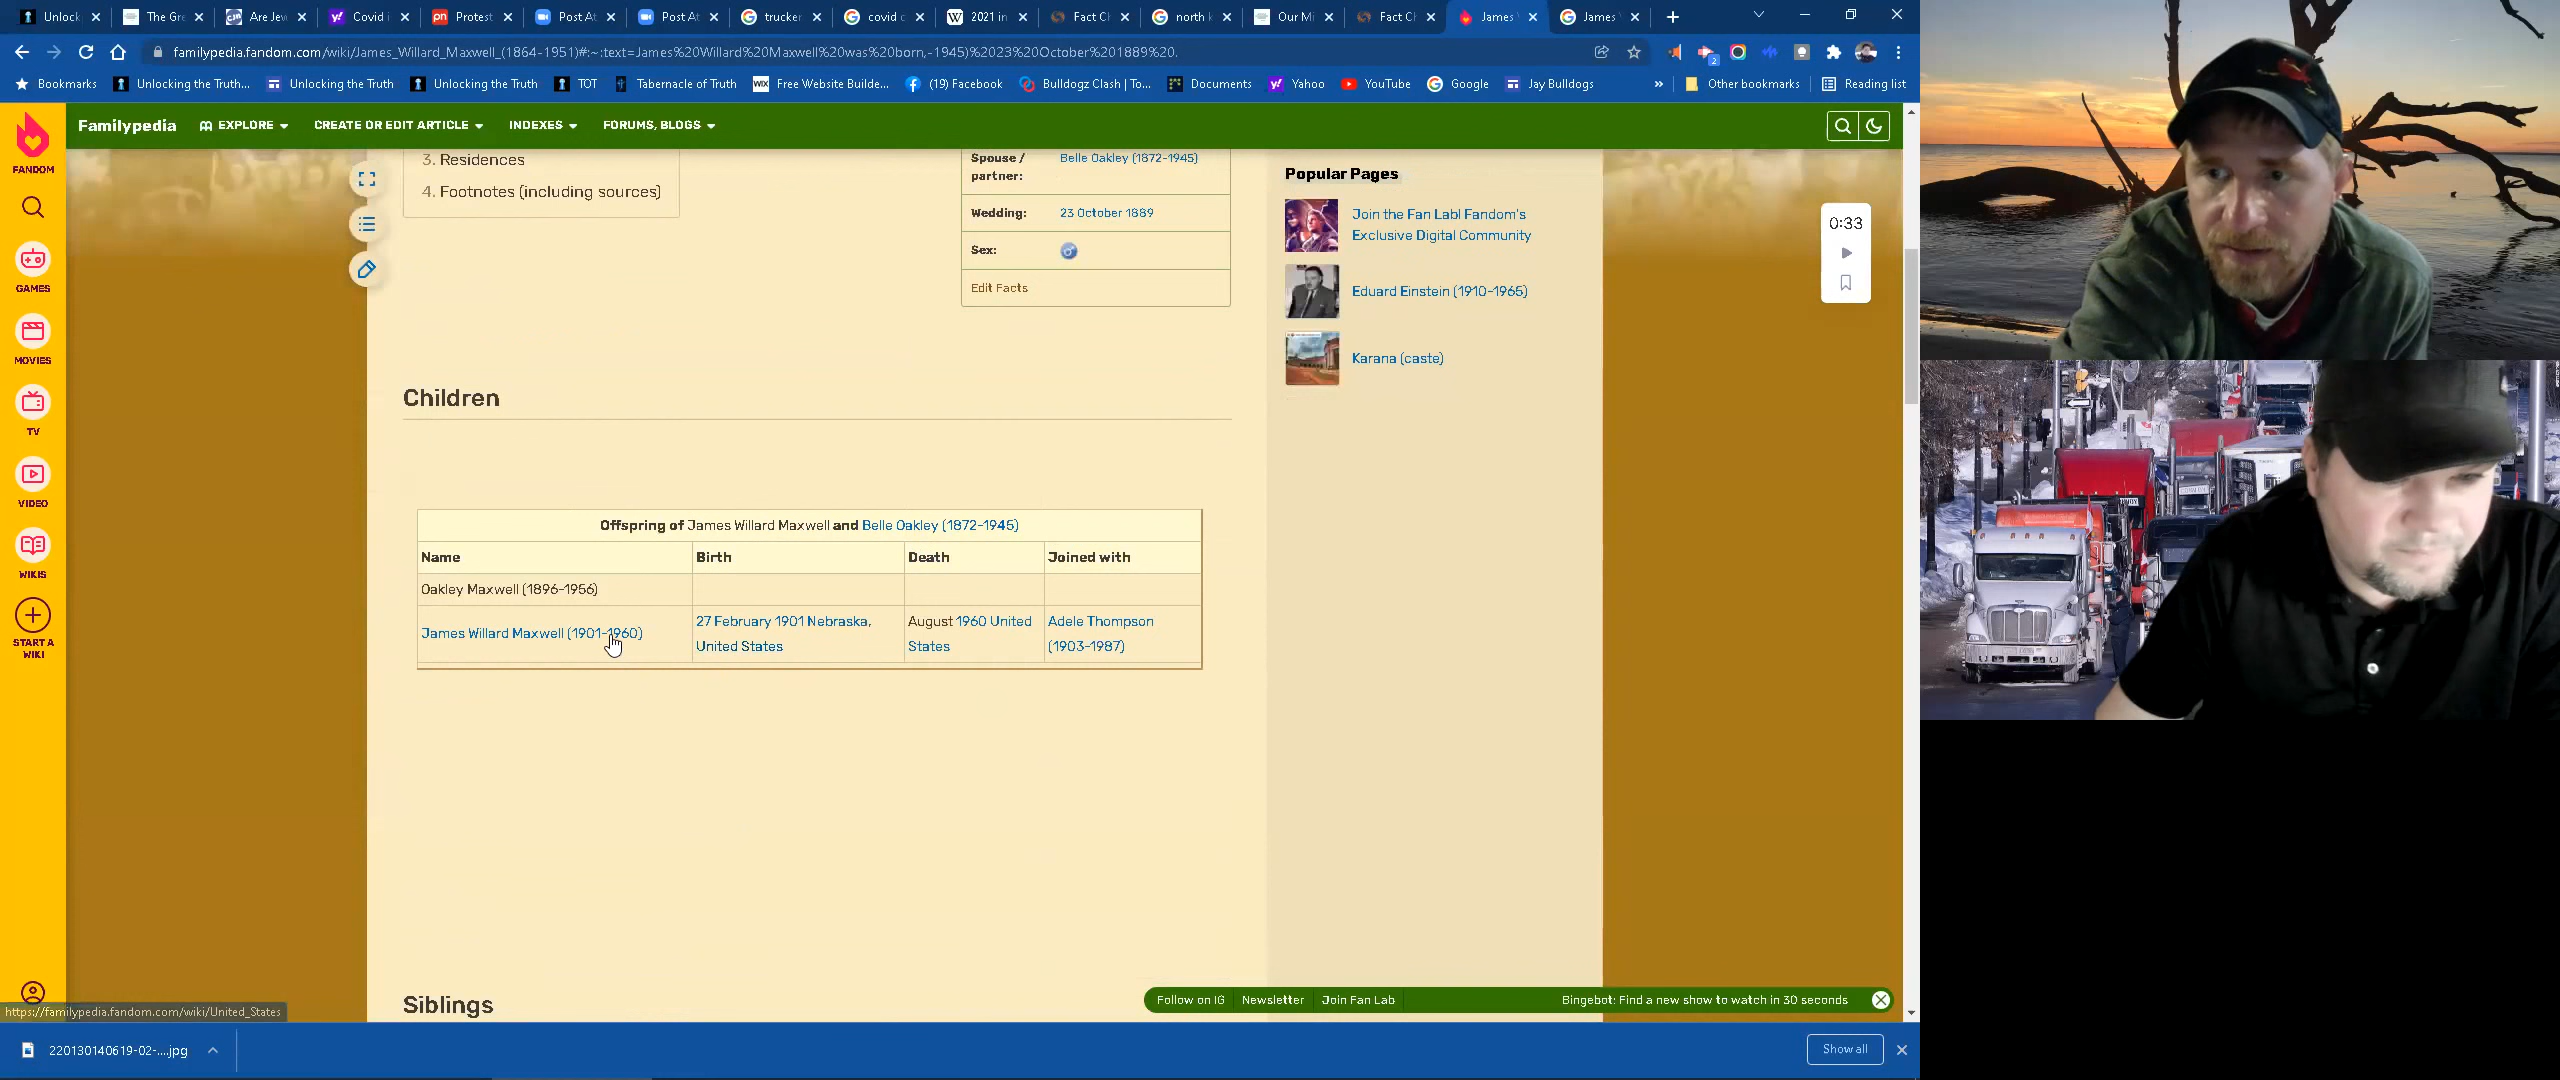 Unlock
The Gre
Are Jew
Covid i
Protest
Post At
Post At
trucker
covid c
2021 in
Fact Ch
north k
Our Mi
Fact Ch
James
James
familypedia.fandom.com/wiki/James_Willard_Maxwell_(1864-1951)#:~:text=James%20Willard%20Maxwell%20was%20born,-1945)%2023%20October%201889%20.
Bookmarks
Unlocking the Truth...
Unlocking the Truth
Unlocking the Truth
TOT
Tabernacle of Truth
WIX
Free Website Builde...
(19) Facebook
Bulldogz Clash | To...
Documents
Yahoo
YouTube
Google
Jay Bulldogs
»
Other bookmarks
Reading list
Familypedia
EXPLORE
CREATE OR EDIT ARTICLE
INDEXES
FORUMS, BLOGS
FANDOM
GAMES
MOVIES
TV
VIDEO
WIKIS
START A
WIKI
3. Residences
4. Footnotes (including sources)
Spouse /
partner:
Belle Oakley (1872-1945)
Wedding:
23 October 1889
Sex:
Edit Facts
Popular Pages
Join the Fan Lab! Fandom's
Exclusive Digital Community
Eduard Einstein (1910-1965)
Karana (caste)
0:33
Children
Offspring of James Willard Maxwell and Belle Oakley (1872-1945)
Name Birth Death Joined with
Oakley Maxwell (1896-1956)
James Willard Maxwell (1901-1960)
27 February 1901 Nebraska,
United States
August 1960 United
States
Adele Thompson
(1903-1987)
Siblings
Follow on IG
Newsletter
Join Fan Lab
Bingebot: Find a new show to watch in 30 seconds
https://familypedia.fandom.com/wiki/United_States
220130140619-02-....jpg
Show all